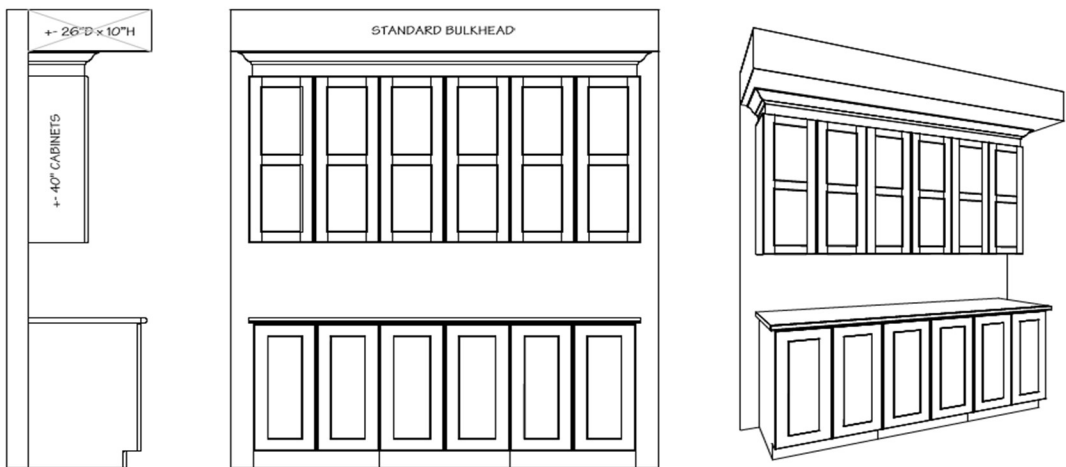 +- 26"D x 10"H
STANDARD BULKHEAD
+- 40" CABINETS